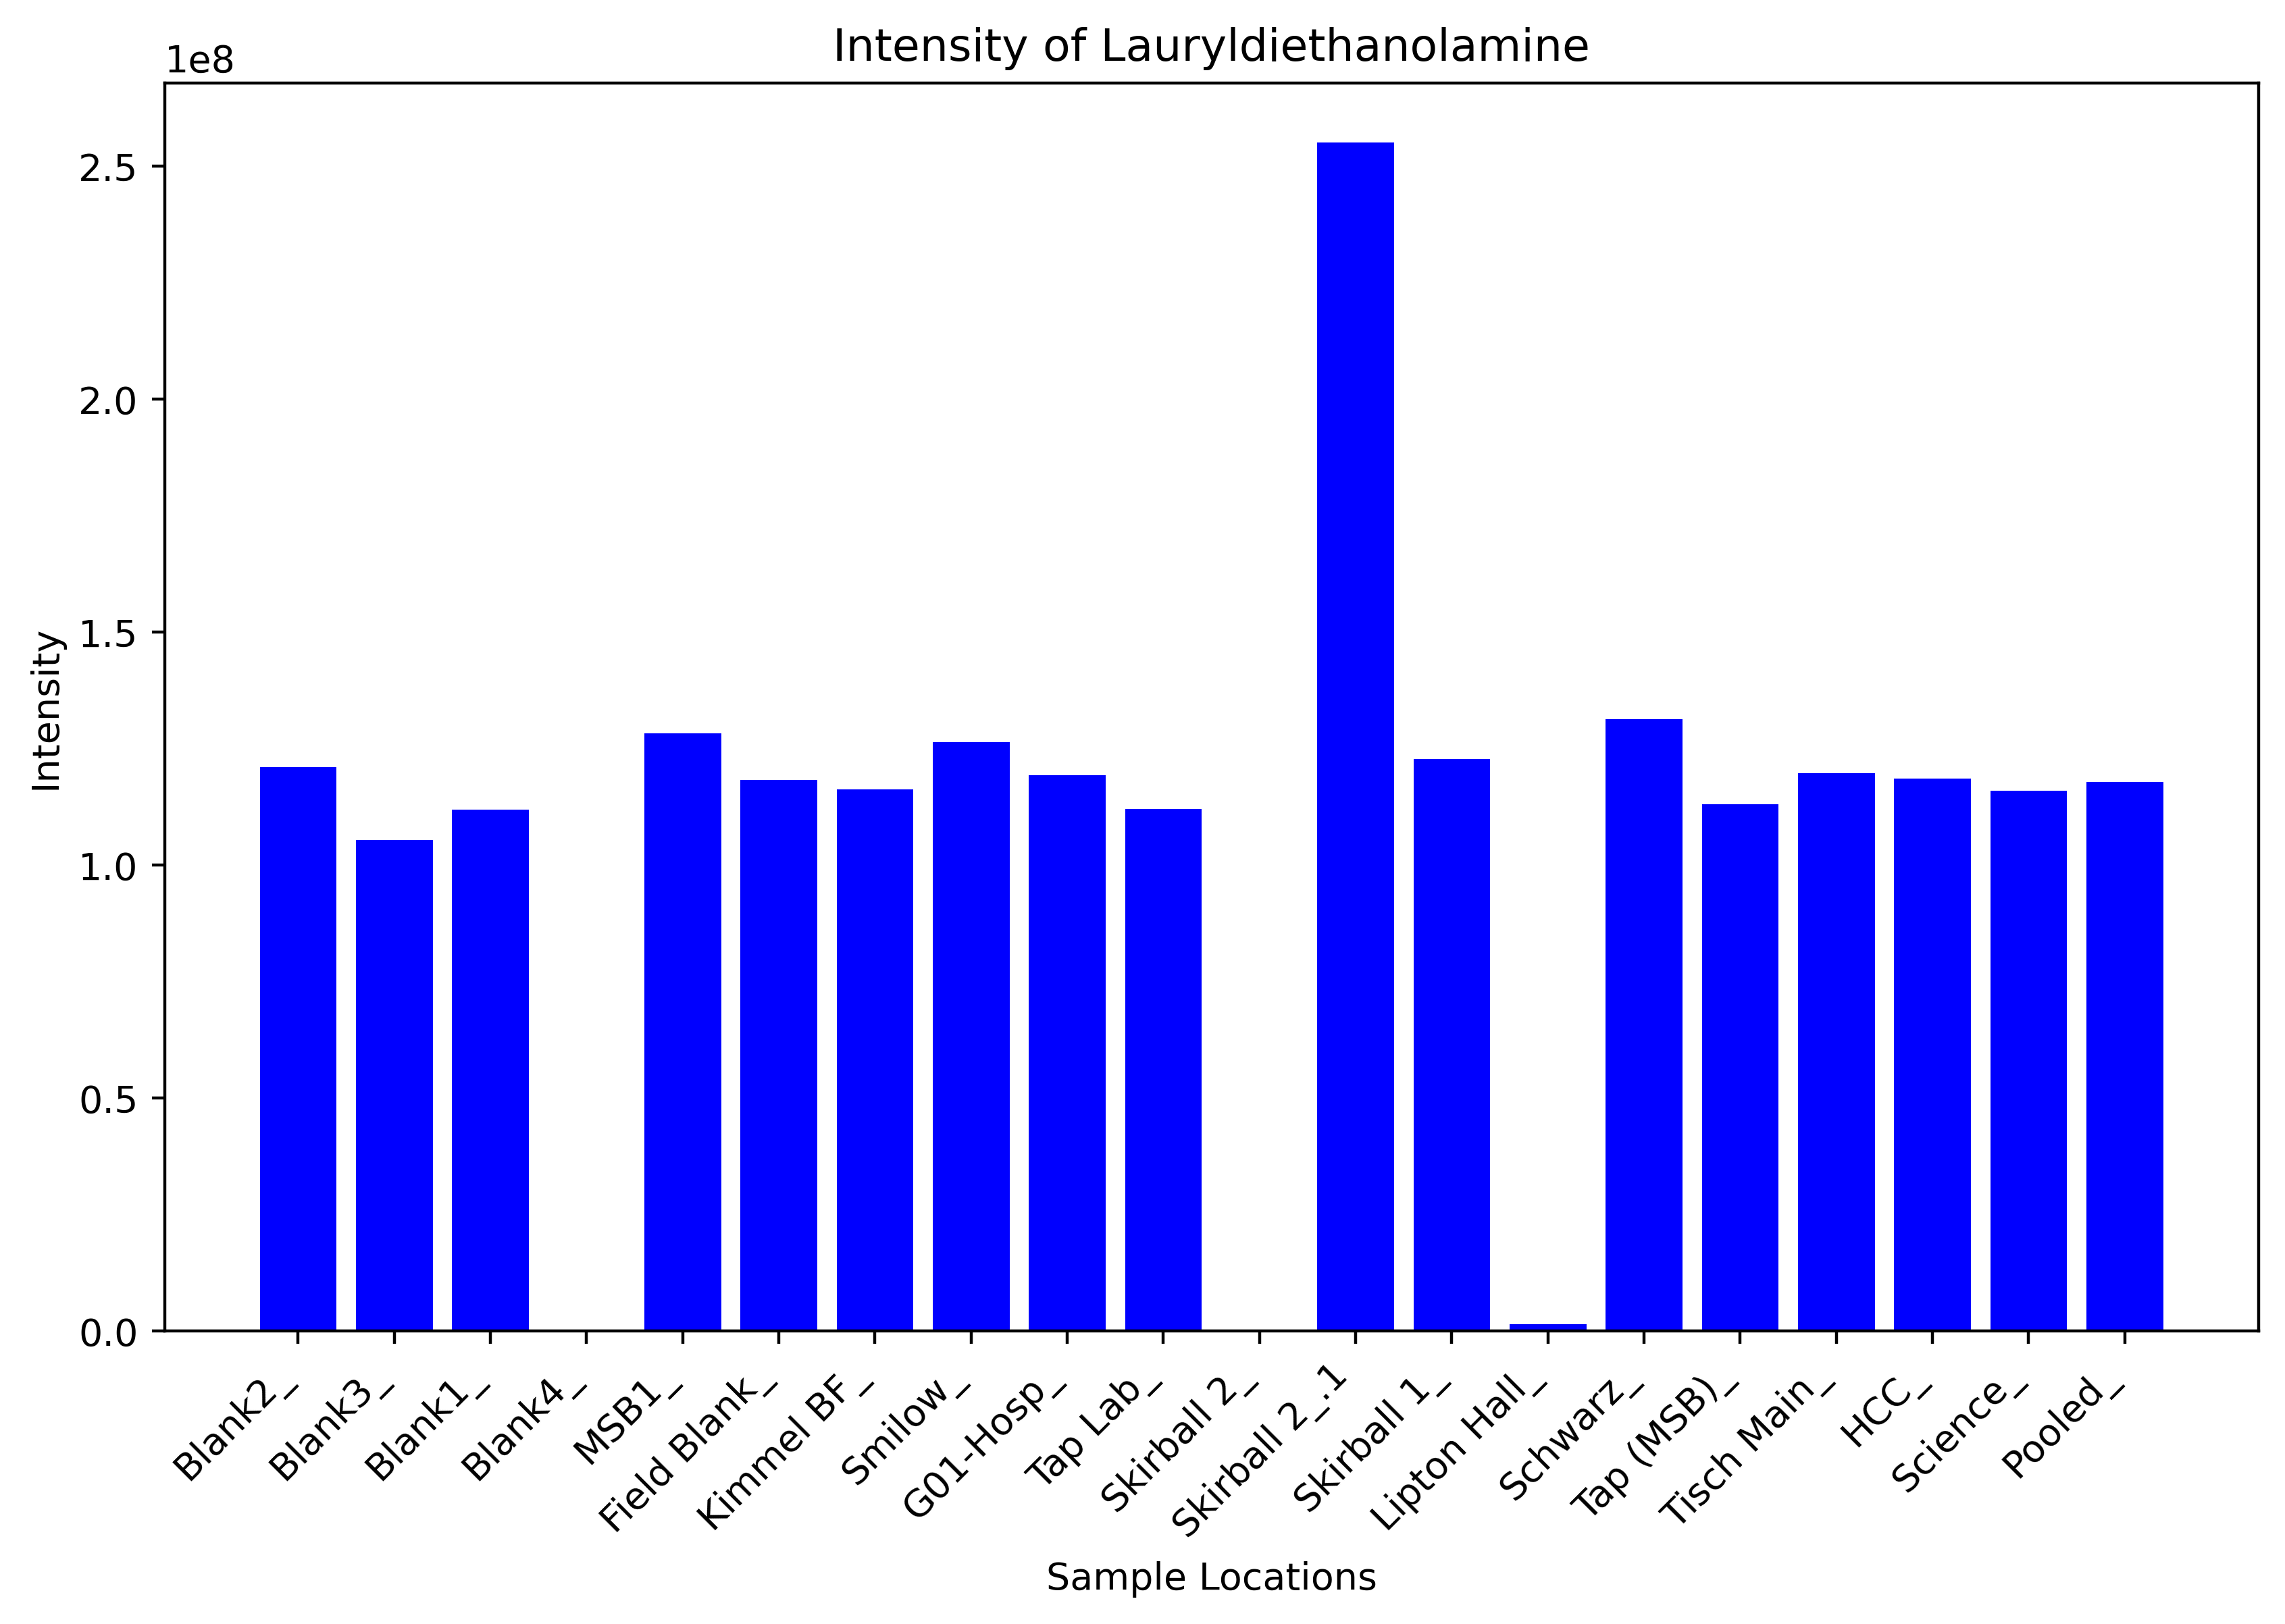 Intensity of Lauryldiethanolamine
1e8
2.5
2.0
1.5
1.0
0.5
0.0
Intensity
Blank2_
Blank3_
Blank1_
Blank4_
MSB1_
Field Blank_
Kimmel BF_
Smilow_
G01-Hosp_
Tap Lab_
Skirball 2_
Skirball 2_.1
Skirball 1_
Lipton Hall_
Schwarz_
Tap (MSB)_
Tisch Main_
HCC_
Science_
Pooled_
Sample Locations